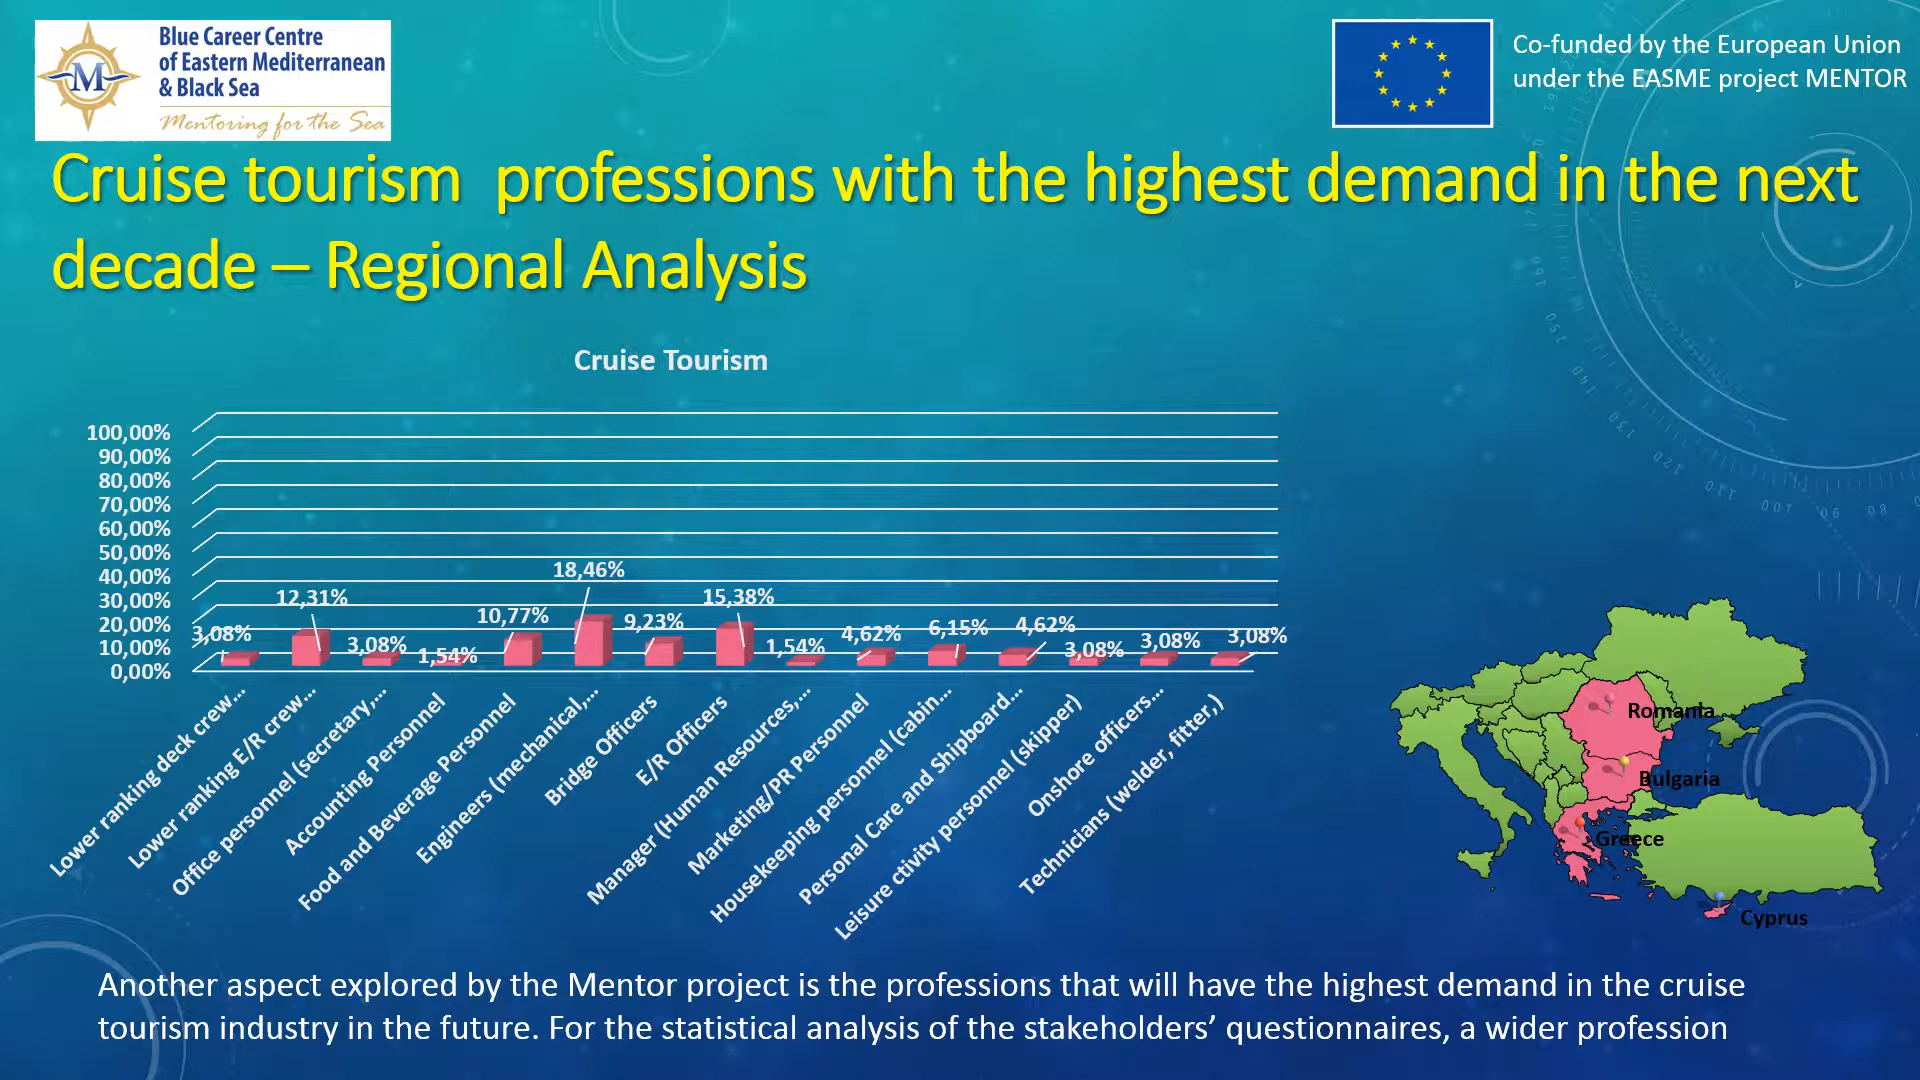 Blue Career Centre
of Eastern Mediterranean
& Black Sea
Mentoring for the Sea
Co-funded by the European Union
under the EASME project MENTOR
Cruise tourism professions with the highest demand in the next
decade – Regional Analysis
Cruise Tourism
100,00%
90,00%
80,00%
70,00%
60,00%
50,00%
40,00%
30,00%
20,00%
10,00%
0,00%
3,08%
12,31%
3,08%
1,54%
10,77%
18,46%
9,23%
15,38%
1,54%
4,62%
6,15%
4,62%
3,08%
3,08%
3,08%
Lower ranking deck crew...
Lower ranking E/R crew...
Office personnel (secretary,...
Accounting Personnel
Food and Beverage Personnel
Engineers (mechanical,...
Bridge Officers
E/R Officers
Manager (Human Resources,...
Marketing/PR Personnel
Housekeeping personnel (cabin...
Personal Care and Shipboard...
Leisure ctivity personnel (skipper)
Onshore officers...
Technicians (welder, fitter,)
Romania
Bulgaria
Greece
Cyprus
Another aspect explored by the Mentor project is the professions that will have the highest demand in the cruise
tourism industry in the future. For the statistical analysis of the stakeholders’ questionnaires, a wider profession